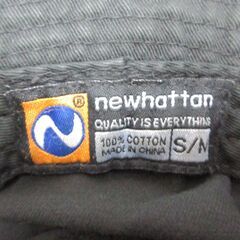 ® newhattan
QUALITY IS EVERYTHING
100% COTTON
MADE IN CHINA
S/M